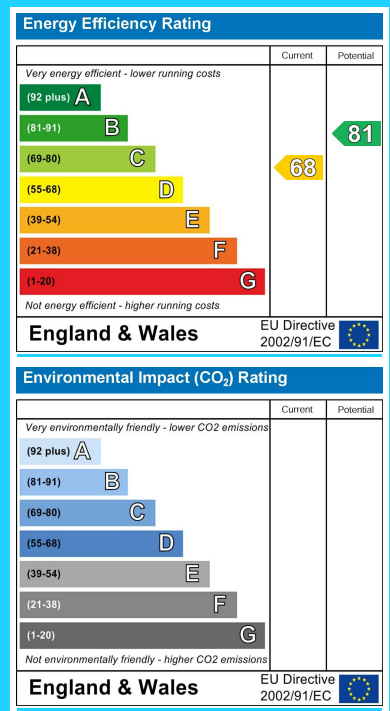 Energy Efficiency Rating
Current Potential
Very energy efficient - lower running costs
(92 plus) A
(81-91) B
81
(69-80) C
68
(55-68) D
(39-54) E
(21-38) F
(1-20) G
Not energy efficient - higher running costs
England & Wales
EU Directive
2002/91/EC
Environmental Impact (CO₂) Rating
Current Potential
Very environmentally friendly - lower CO2 emissions
(92 plus) A
(81-91) B
(69-80) C
(55-68) D
(39-54) E
(21-38) F
(1-20) G
Not environmentally friendly - higher CO2 emissions
England & Wales
EU Directive
2002/91/EC